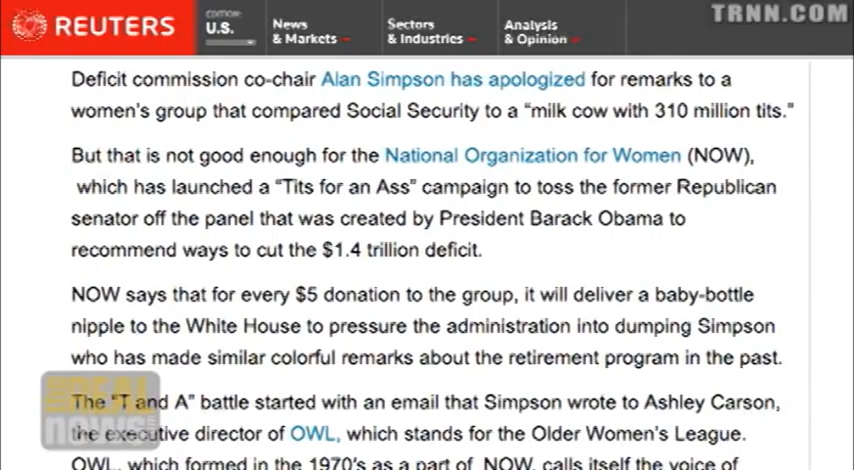 TRNN.COM
REUTERS
EDITION:
U.S.
News
& Markets
Sectors
& Industries
Analysis
& Opinion
Deficit commission co-chair Alan Simpson has apologized for remarks to a
women's group that compared Social Security to a “milk cow with 310 million tits.”
But that is not good enough for the National Organization for Women (NOW),
which has launched a “Tits for an Ass” campaign to toss the former Republican
senator off the panel that was created by President Barack Obama to
recommend ways to cut the $1.4 trillion deficit.
NOW says that for every $5 donation to the group, it will deliver a baby-bottle
nipple to the White House to pressure the administration into dumping Simpson
who has made similar colorful remarks about the retirement program in the past.
The “T and A” battle started with an email that Simpson wrote to Ashley Carson,
the executive director of OWL, which stands for the Older Women's League.
OWL, which formed in the 1970's as a part of NOW, calls itself the voice of
THE REAL
news.com